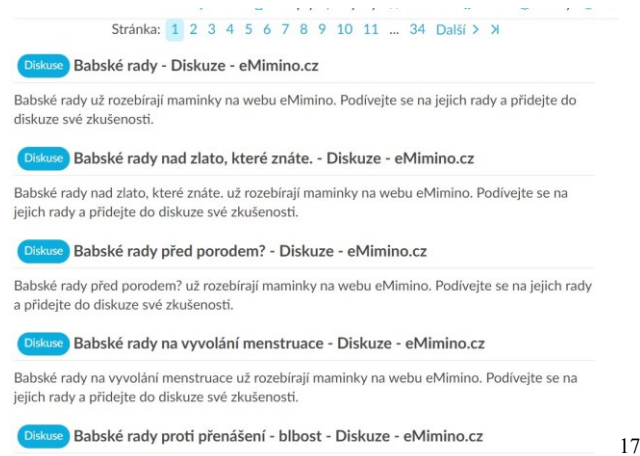 Stránka: 1 2 3 4 5 6 7 8 9 10 11 ... 34 Další
Diskuse Babské rady - Diskuze - eMimino.cz
Babské rady už rozebírají maminky na webu eMimino. Podívejte se na jejich rady a přidejte do
diskuze své zkušenosti.
Diskuse Babské rady nad zlato, které znáte. - Diskuze - eMimino.cz
Babské rady nad zlato, které znáte. už rozebírají maminky na webu eMimino. Podívejte se na
jejich rady a přidejte do diskuze své zkušenosti.
Diskuse Babské rady před porodem? - Diskuze - eMimino.cz
Babské rady před porodem? už rozebírají maminky na webu eMimino. Podívejte se na jejich rady
a přidejte do diskuze své zkušenosti.
Diskuse Babské rady na vyvolání menstruace - Diskuze - eMimino.cz
Babské rady na vyvolání menstruace už rozebírají maminky na webu eMimino. Podívejte se na
jejich rady a přidejte do diskuze své zkušenosti.
Diskuse Babské rady proti přenášení - blbost - Diskuze - eMimino.cz
17